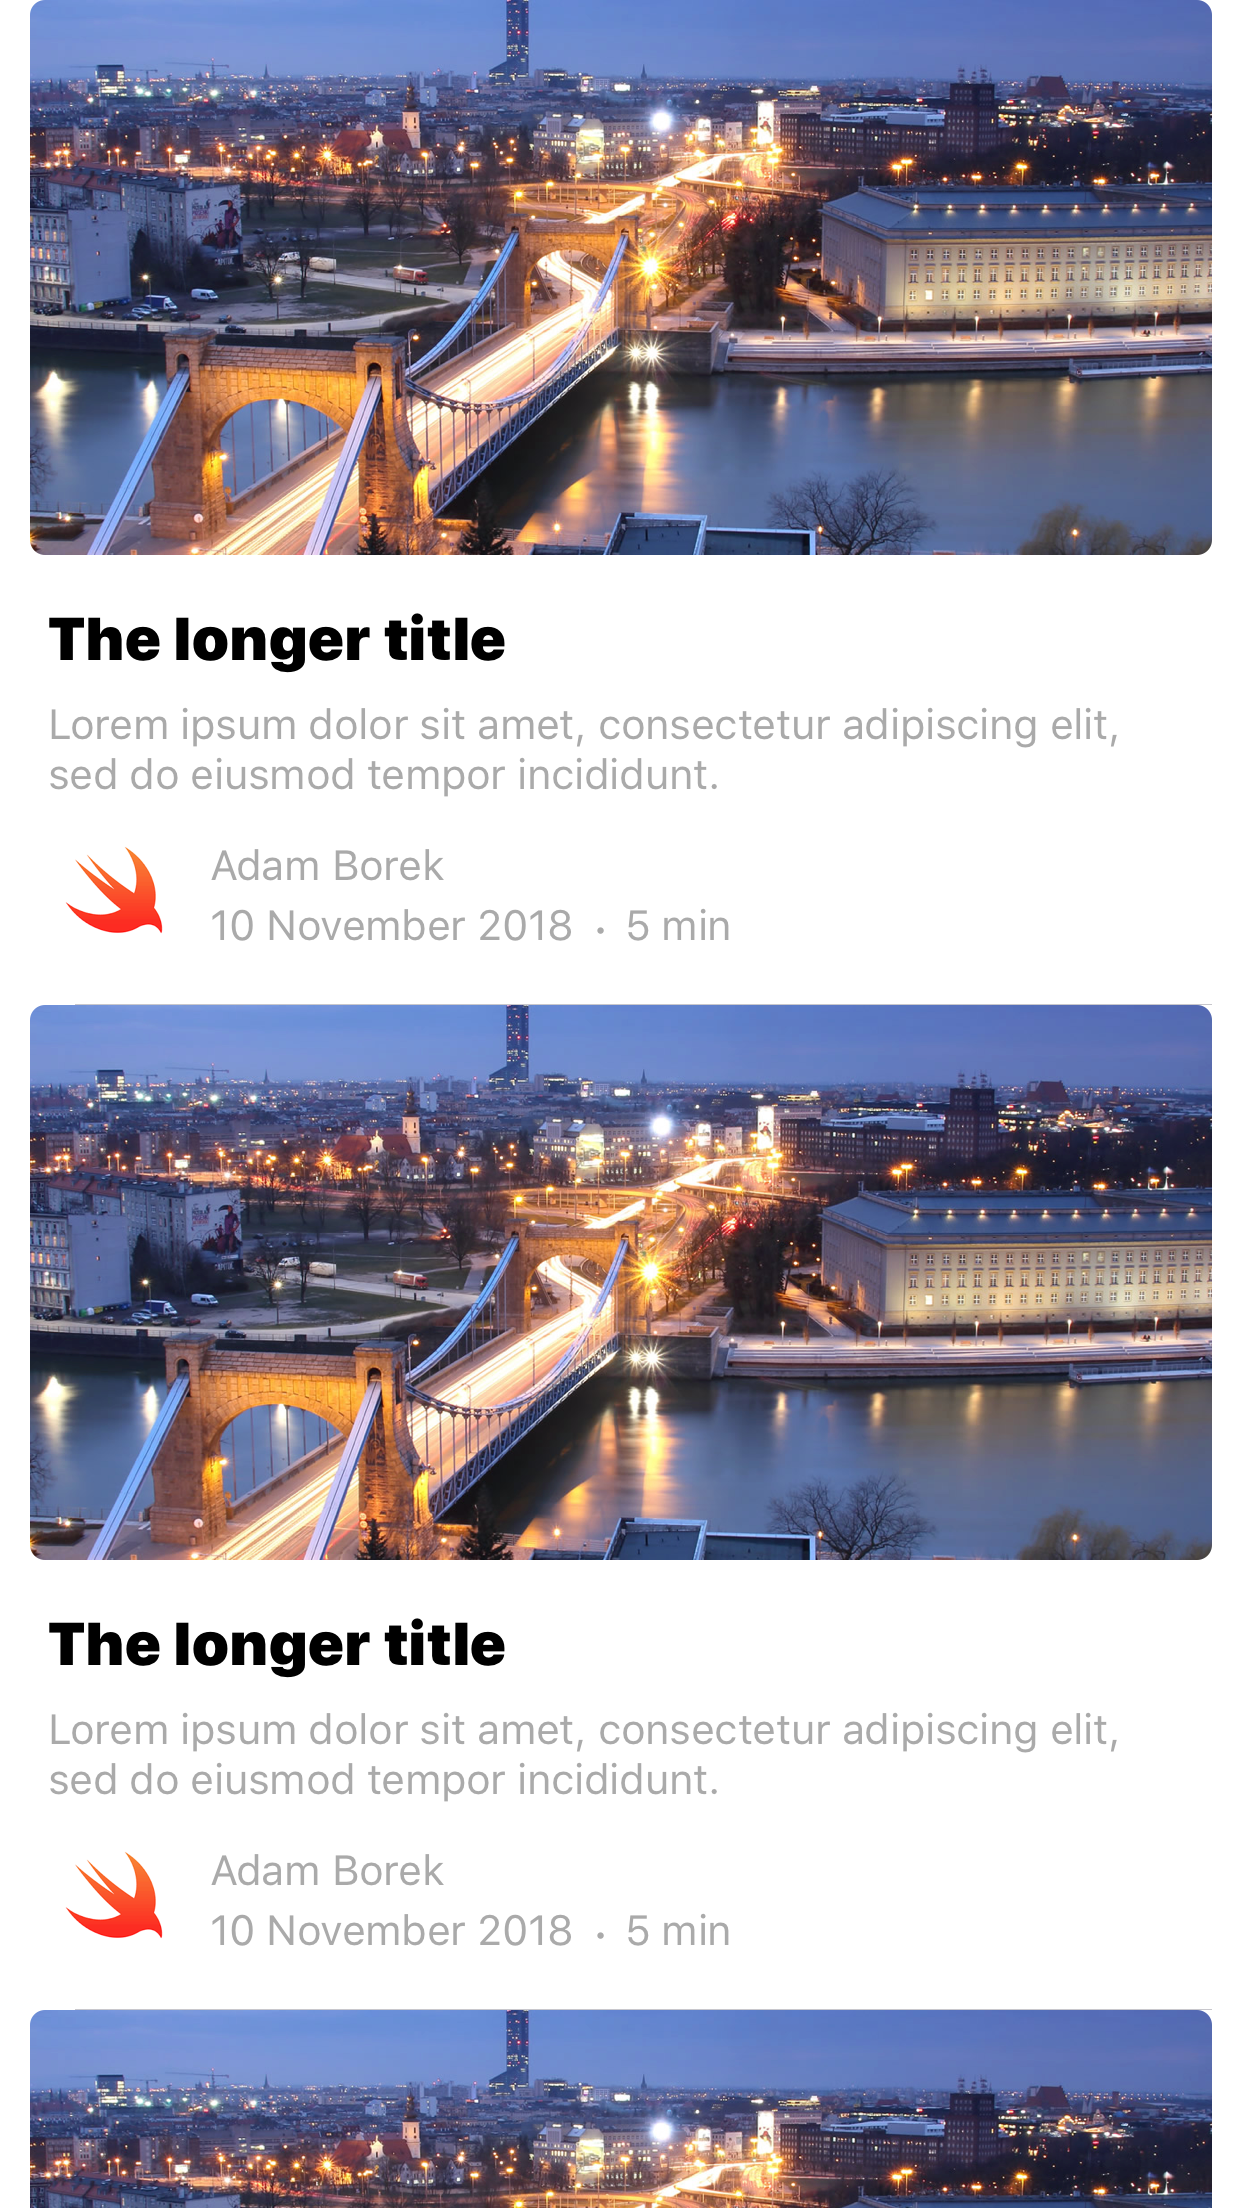 The longer title
Lorem ipsum dolor sit amet, consectetur adipiscing elit,
sed do eiusmod tempor incididunt.
Adam Borek
10 November 2018 • 5 min
The longer title
Lorem ipsum dolor sit amet, consectetur adipiscing elit,
sed do eiusmod tempor incididunt.
Adam Borek
10 November 2018 • 5 min